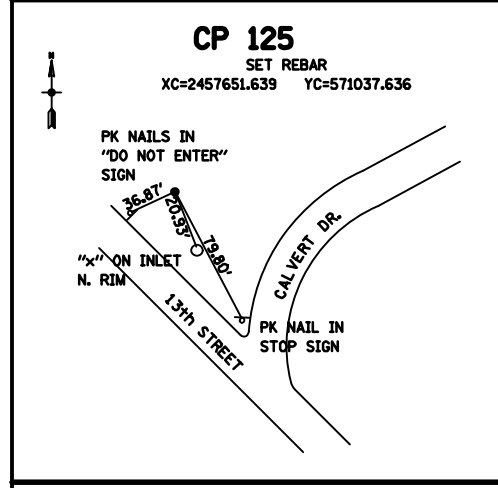 CP 125
SET REBAR
XC=2457651.639 YC=571037.636
N
PK NAILS IN
"DO NOT ENTER"
SIGN
36.87'
20.93'
79.80'
"x" ON INLET
N. RIM
CALVERT DR.
13th STREET
PK NAIL IN
STOP SIGN